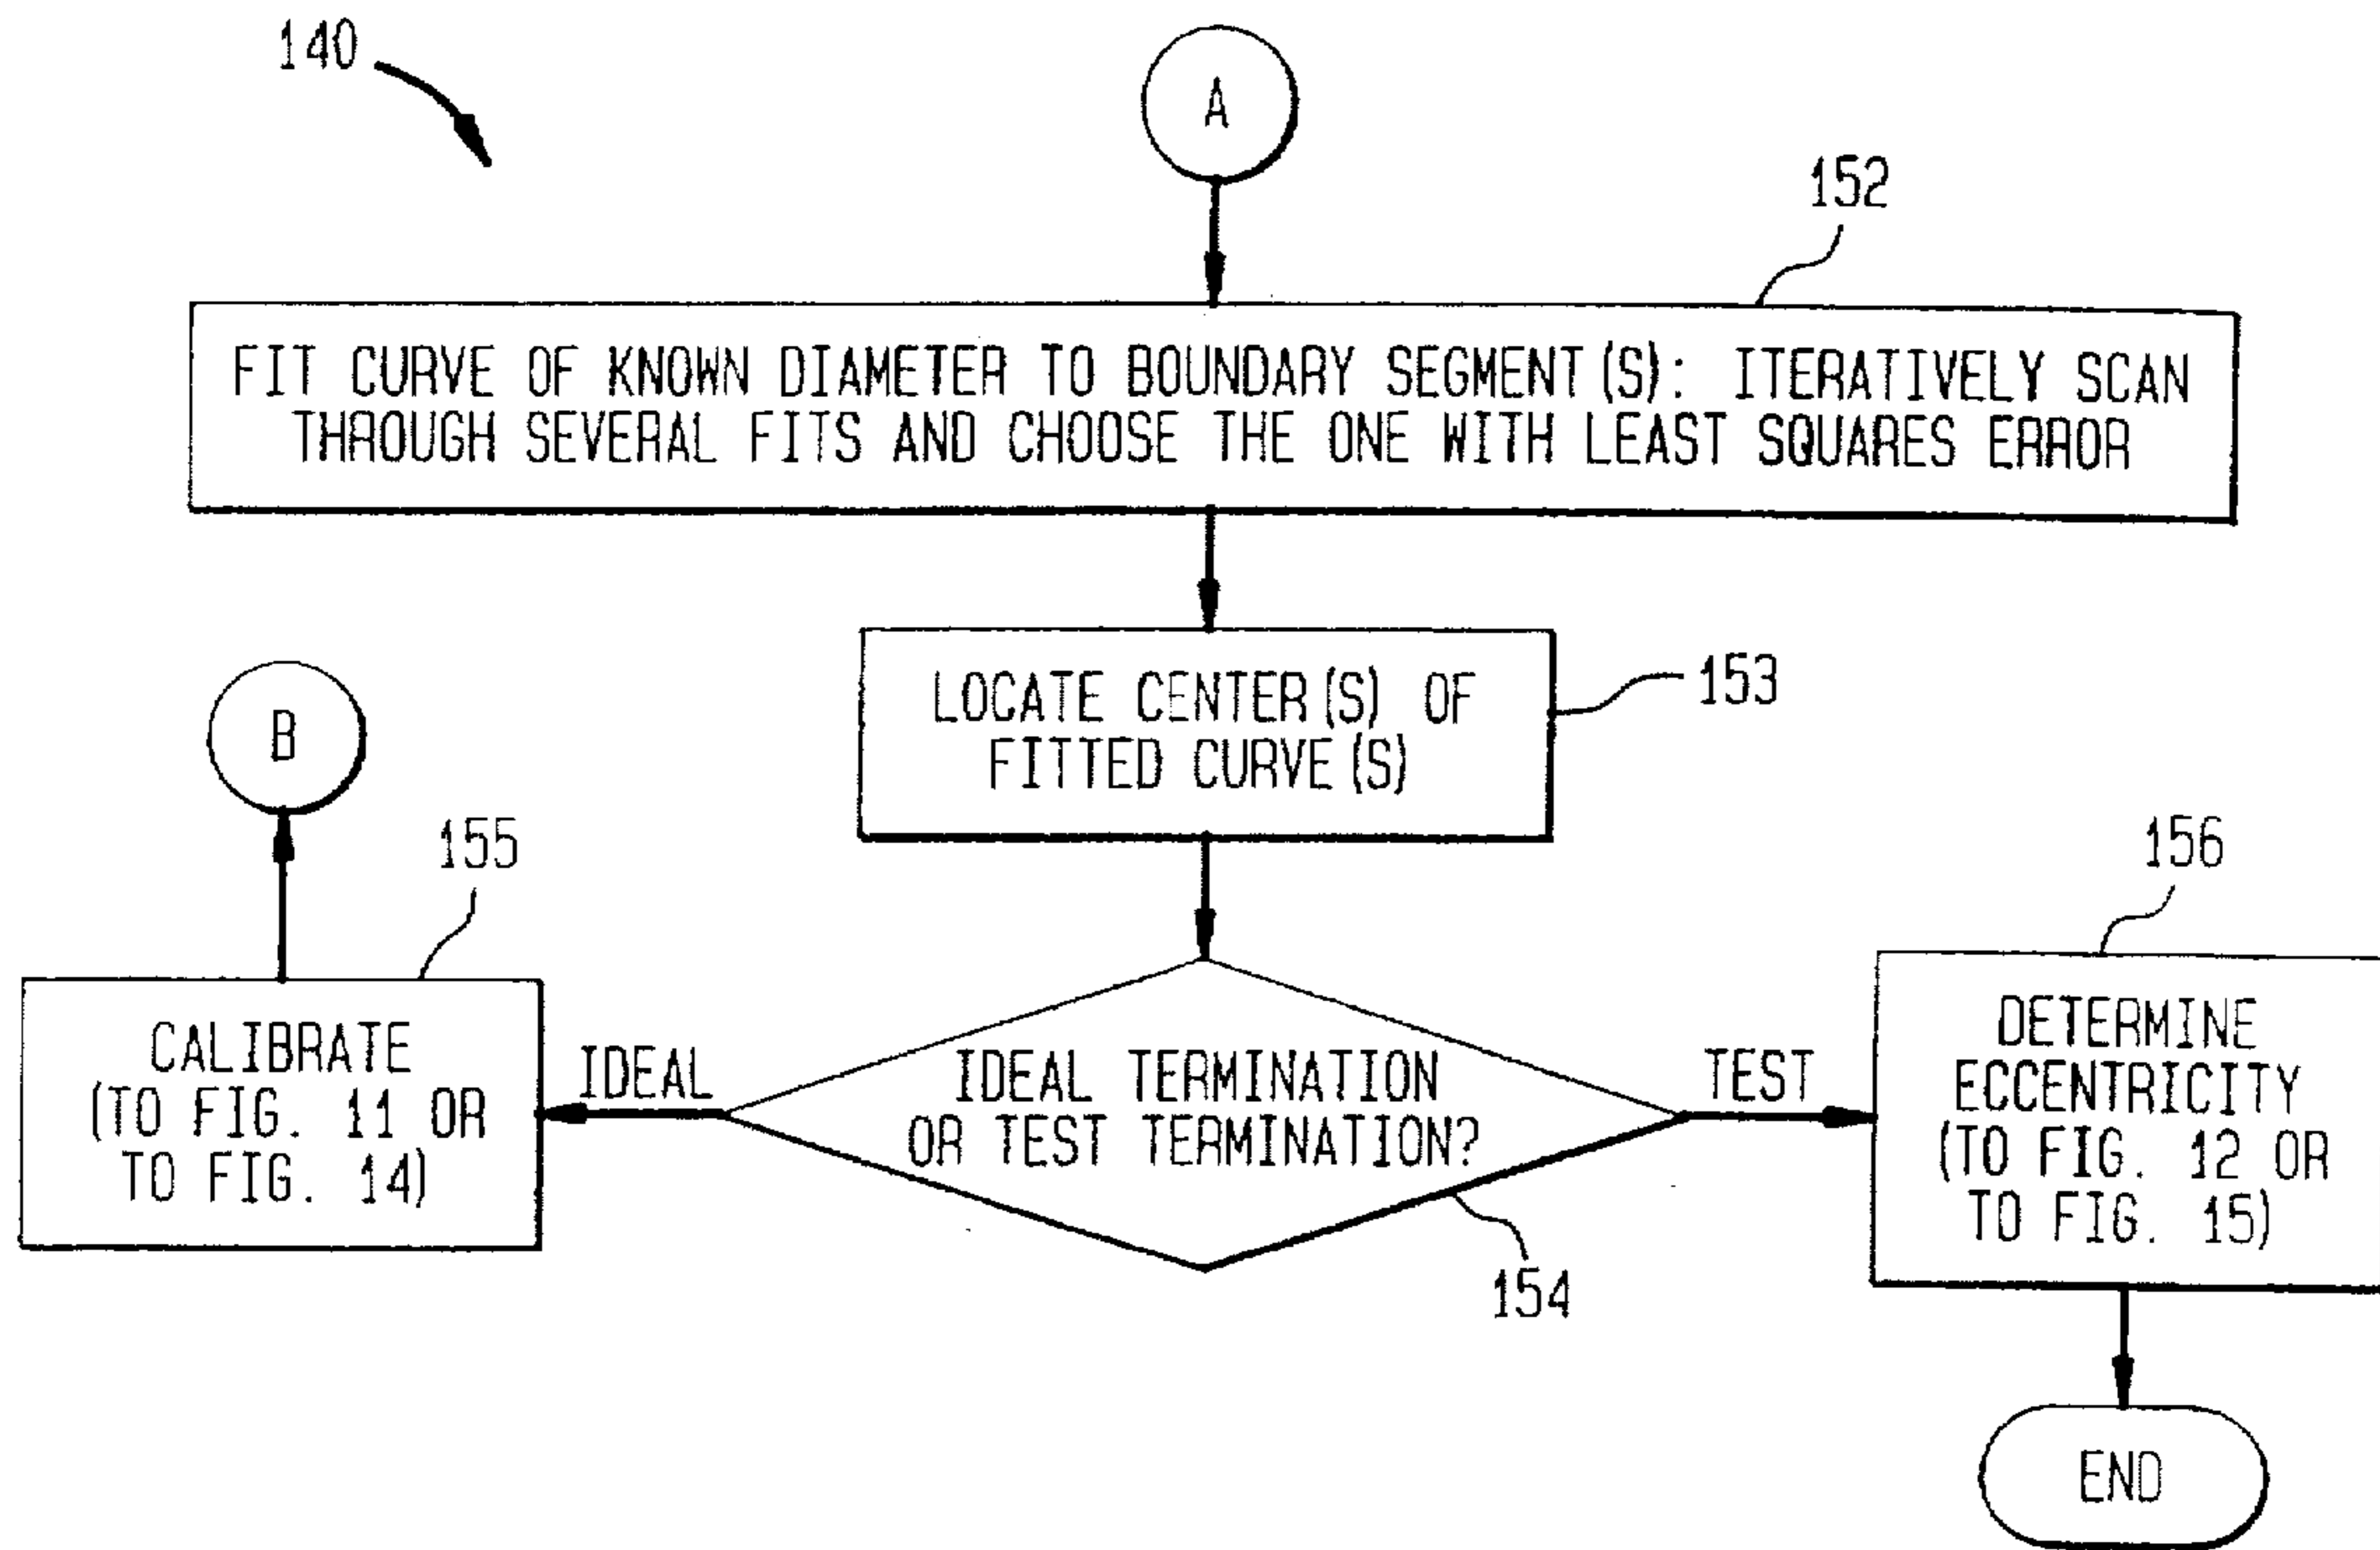 140
A
152
FIT CURVE OF KNOWN DIAMETER TO BOUNDARY SEGMENT(S): ITERATIVELY SCAN
THROUGH SEVERAL FITS AND CHOOSE THE ONE WITH LEAST SQUARES ERROR
LOCATE CENTER(S) OF
FITTED CURVE(S)
153
B
155
156
CALIBRATE
(TO FIG. 11 OR
TO FIG. 14)
IDEAL
IDEAL TERMINATION
OR TEST TERMINATION?
TEST
DETERMINE
ECCENTRICITY
(TO FIG. 12 OR
TO FIG. 15)
154
END